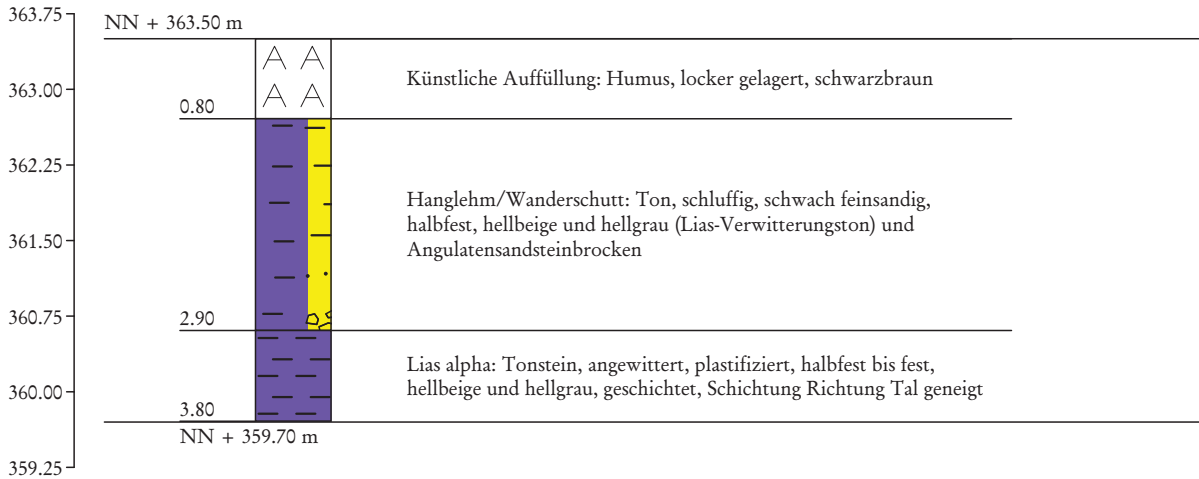 363.75
NN + 363.50 m
A A
Künstliche Auffüllung: Humus, locker gelagert, schwarzbraun
363.00
A A
0.80
362.25
Hanglehm/Wanderschutt: Ton, schluffig, schwach feinsandig,
halbfest, hellbeige und hellgrau (Lias-Verwitterungston) und
361.50
Angulatensandsteinbrocken
360.75
2.90
Lias alpha: Tonstein, angewittert, plastifiziert, halbfest bis fest,
360.00
hellbeige und hellgrau, geschichtet, Schichtung Richtung Tal geneigt
3.80
NN + 359.70 m
359.25